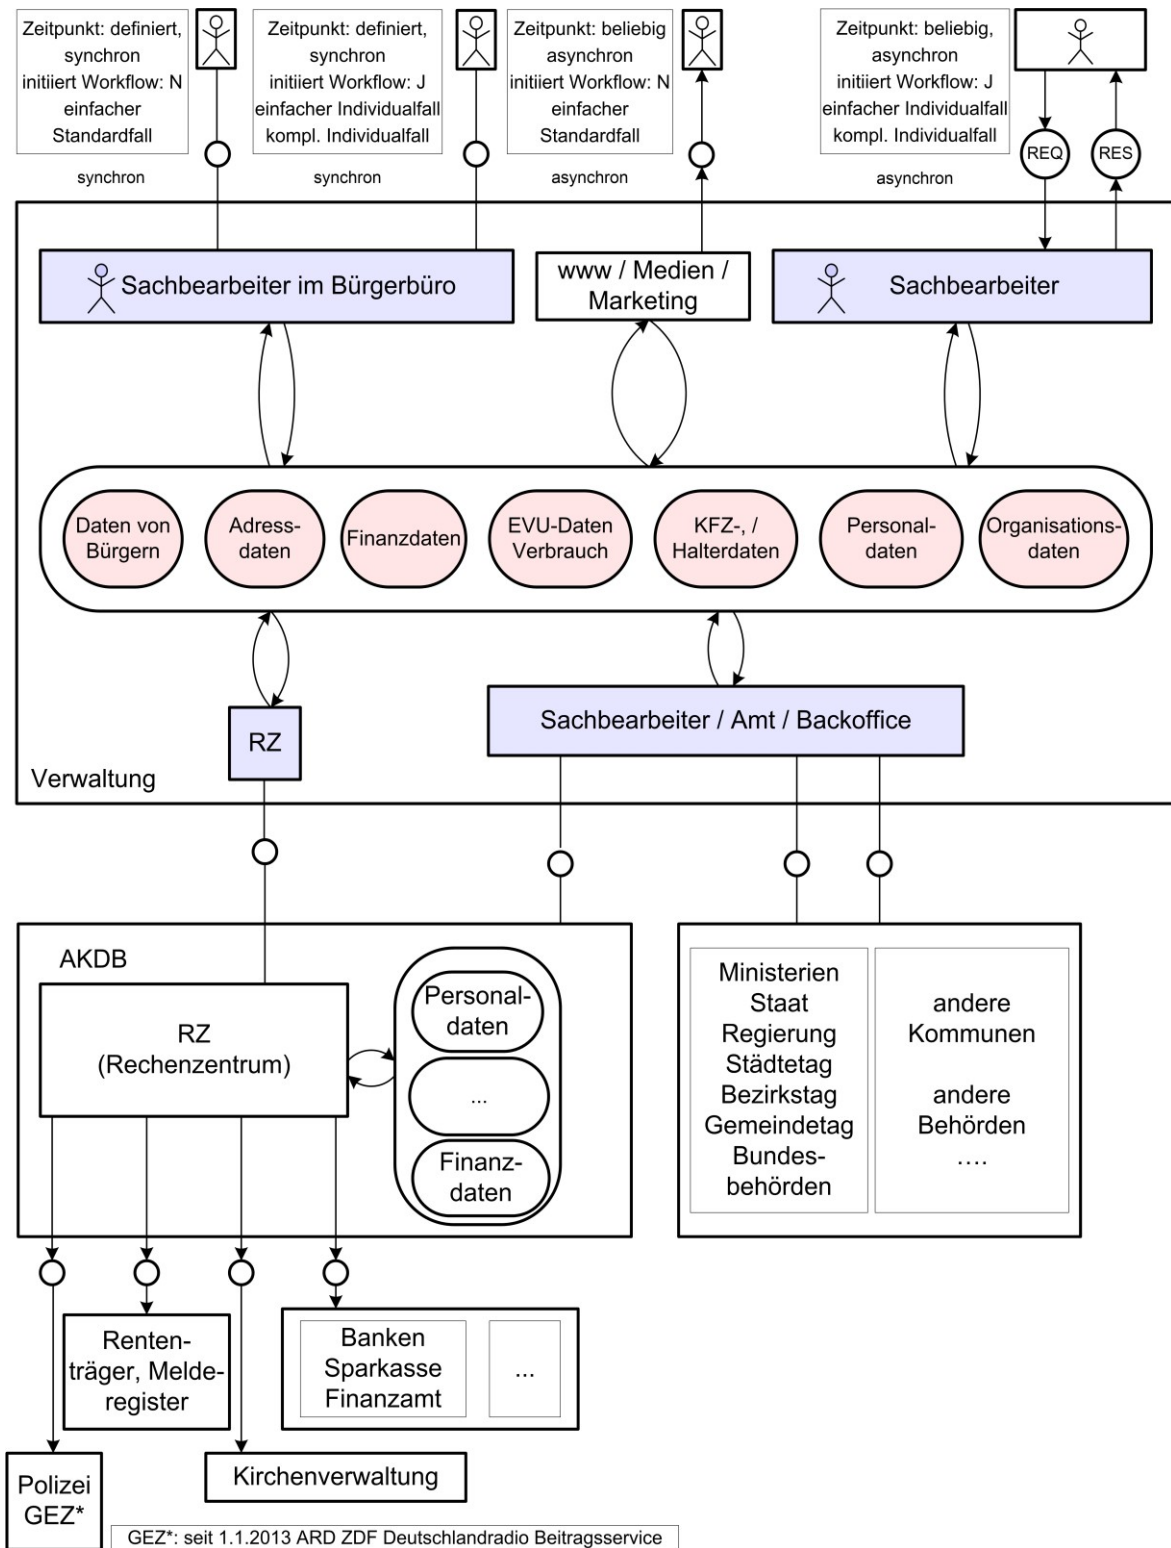 Zeitpunkt: definiert,
synchron
initiiert Workflow: N
einfacher
Standardfall
synchron
Zeitpunkt: definiert,
synchron
initiiert Workflow: J
einfacher Individualfall
kompl. Individualfall
synchron
Zeitpunkt: beliebig
asynchron
initiiert Workflow: N
einfacher
Standardfall
asynchron
Zeitpunkt: beliebig,
asynchron
initiiert Workflow: J
einfacher Individualfall
kompl. Individualfall
asynchron
REQ
RES
Sachbearbeiter im Bürgerbüro
www / Medien /
Marketing
Sachbearbeiter
Daten von
Bürgern
Adress-
daten
Finanzdaten
EVU-Daten
Verbrauch
KFZ-, /
Halterdaten
Personal-
daten
Organisations-
daten
RZ
Sachbearbeiter / Amt / Backoffice
Verwaltung
AKDB
RZ
(Rechenzentrum)
Personal-
daten
...
Finanz-
daten
Ministerien
Staat
Regierung
Städtetag
Bezirkstag
Gemeindetag
Bundes-
behörden
andere
Kommunen
andere
Behörden
....
Renten-
träger, Melde-
register
Banken
Sparkasse
Finanzamt
...
Polizei
GEZ*
Kirchenverwaltung
GEZ*: seit 1.1.2013 ARD ZDF Deutschlandradio Beitragsservice